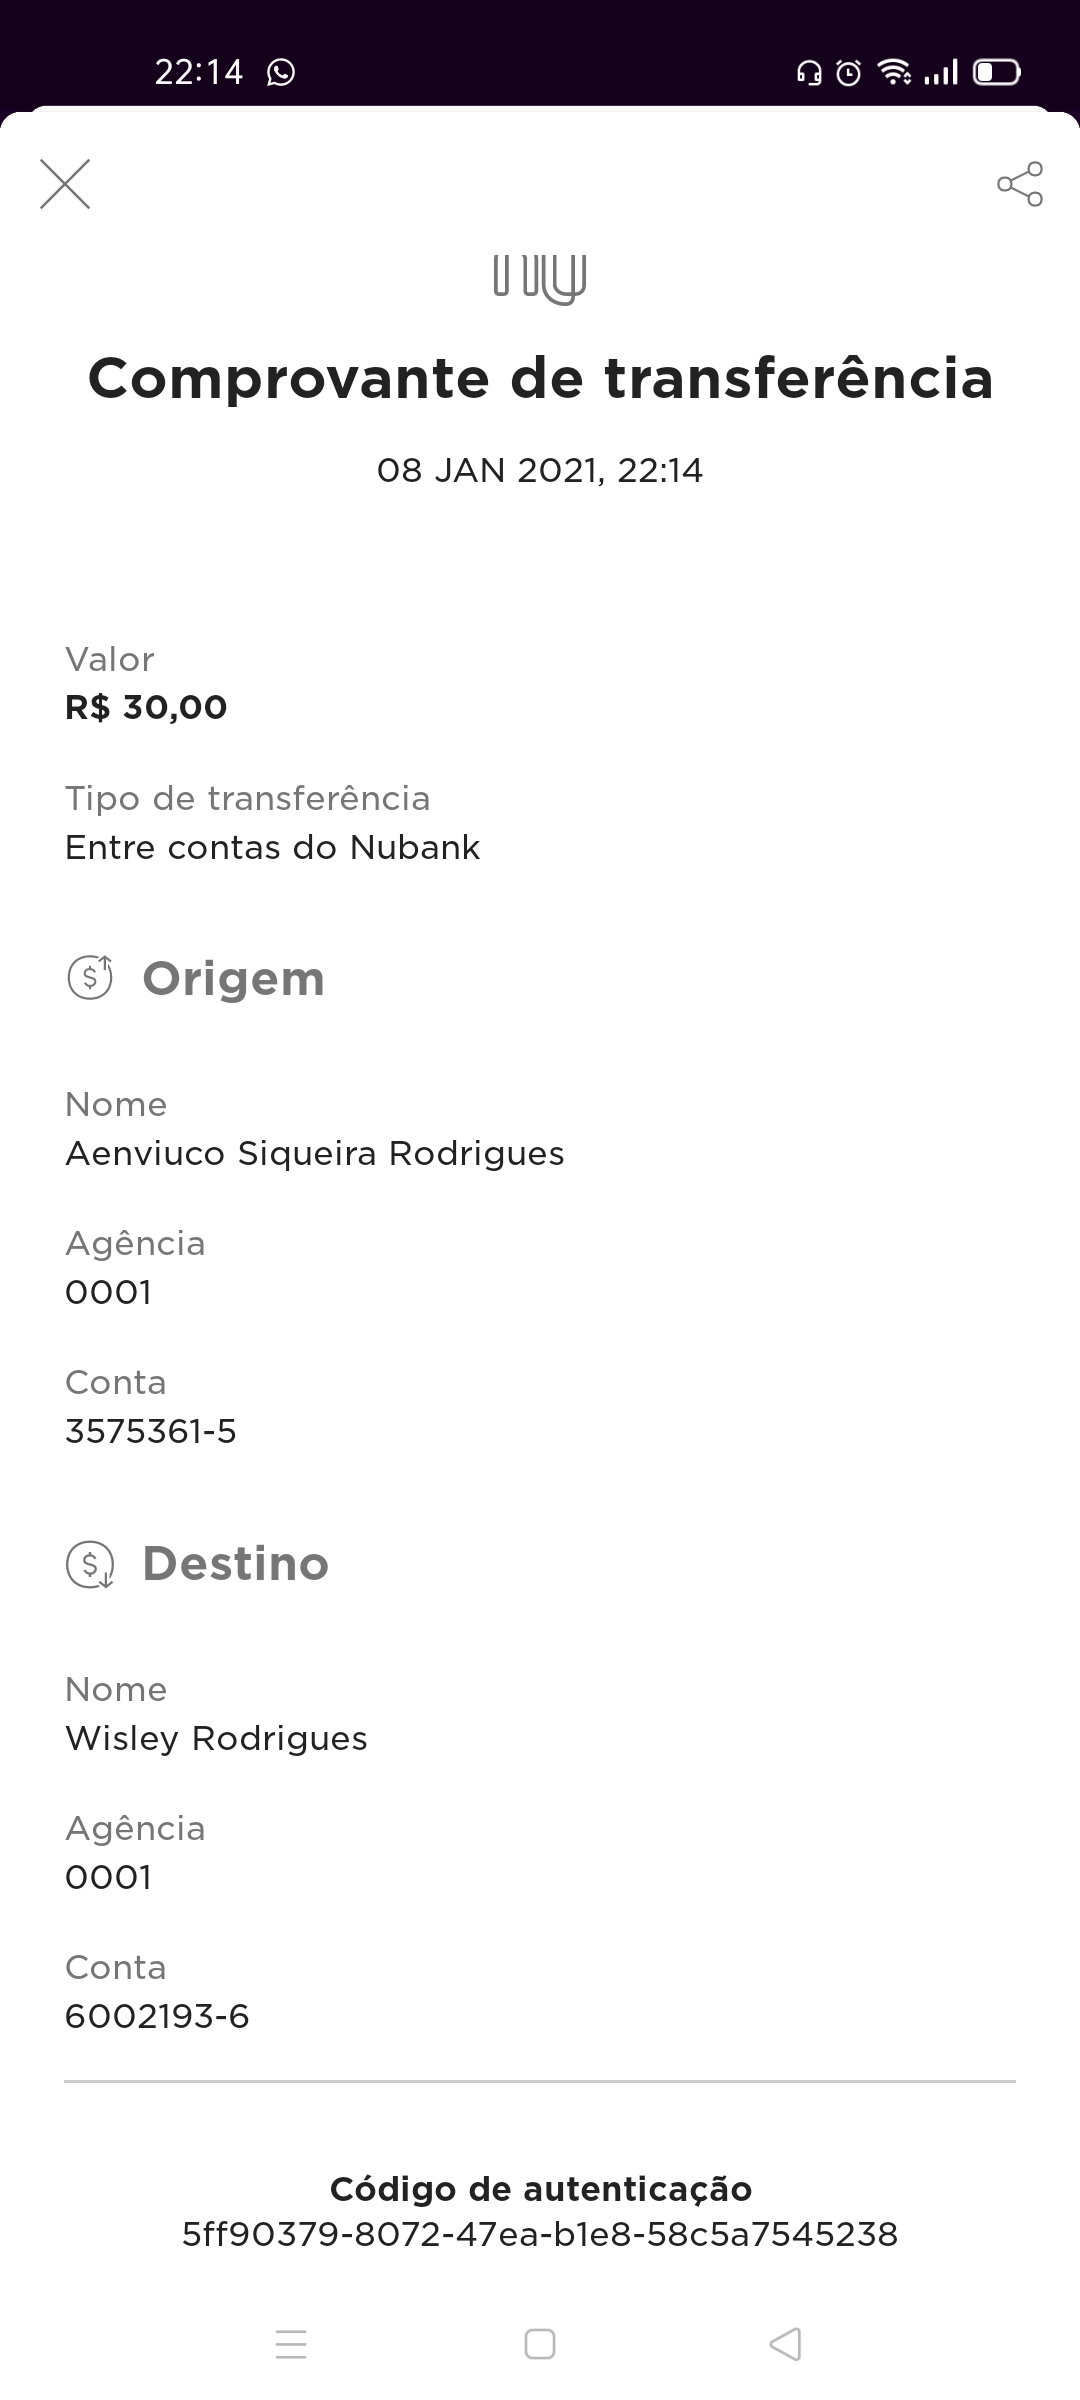 22:14
nu
Comprovante de transferência
08 JAN 2021, 22:14
Valor
R$ 30,00
Tipo de transferência
Entre contas do Nubank
Origem
Nome
Aenviuco Siqueira Rodrigues
Agência
0001
Conta
3575361-5
Destino
Nome
Wisley Rodrigues
Agência
0001
Conta
6002193-6
Código de autenticação
5ff90379-8072-47ea-b1e8-58c5a7545238